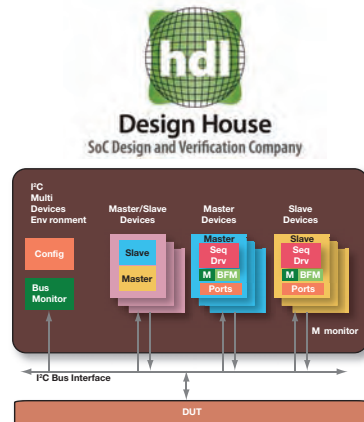 hdl
Design House
SoC Design and Verification Company
I²C
Multi
Devices
Env ronment
Master/Slave
Devices
Master
Devices
Slave
Devices
Config
Bus
Monitor
Slave
Master
Master
Seq
Drv
M BFM
Ports
Slave
Seq
Drv
M BFM
Ports
M monitor
I²C Bus Interface
DUT